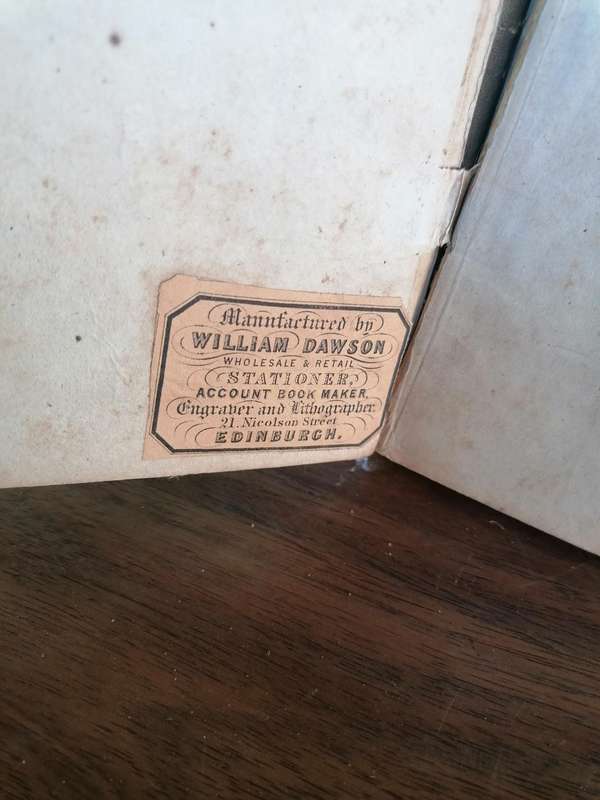 Manufactured by
WILLIAM DAWSON
WHOLESALE & RETAIL
STATIONER,
ACCOUNT BOOK MAKER,
Engraver and Lithographer.
21. Nicolson Street
EDINBURGH.